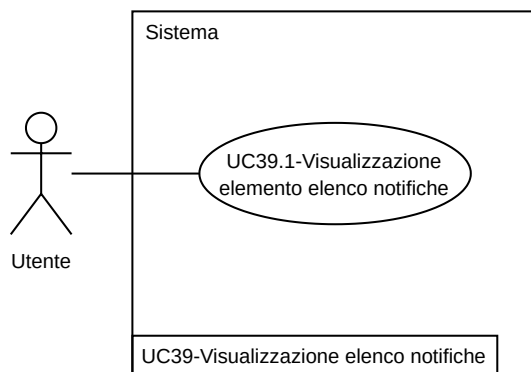 Sistema
UC39.1-Visualizzazione
elemento elenco notifiche
Utente
UC39-Visualizzazione elenco notifiche